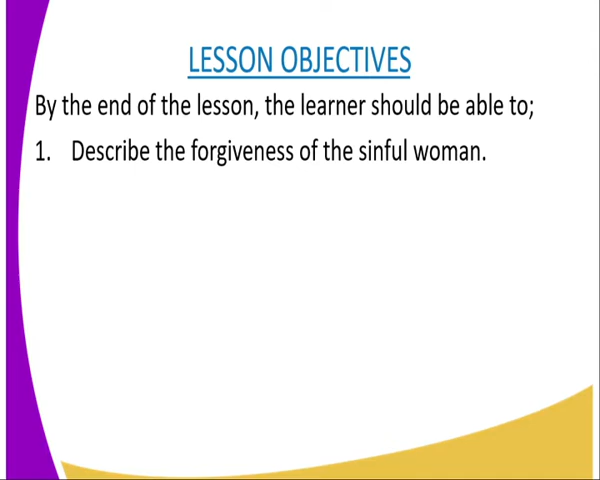 LESSON OBJECTIVES
By the end of the lesson, the learner should be able to;
1. Describe the forgiveness of the sinful woman.